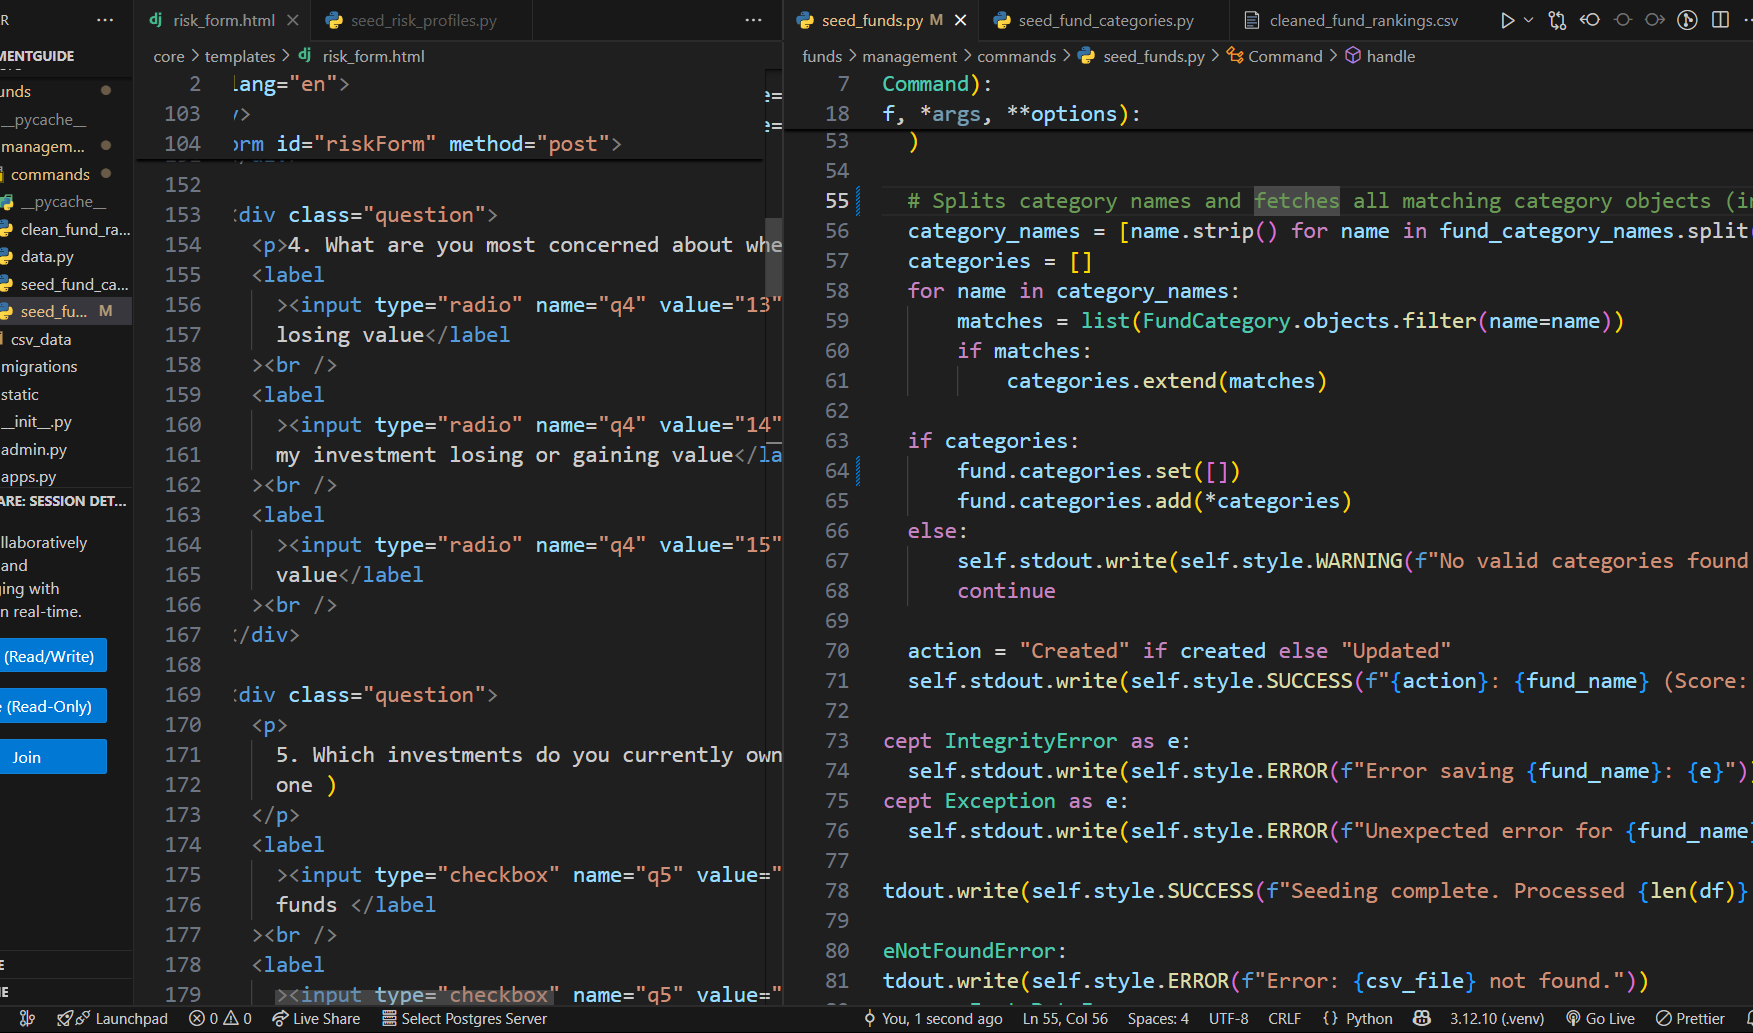 R ···
MENTGUIDE
unds
__pycache__
managem...
commands
__pycache__
clean_fund_ra...
data.py
seed_fund_ca...
seed_fu... M
csv_data
migrations
static
__init__.py
admin.py
apps.py
ARE: SESSION DET...
llaboratively
and
ing with
n real-time.
(Read/Write)
e (Read-Only)
Join
E
IE
dj risk_form.html
seed_risk_profiles.py
···
core > templates > dj risk_form.html
2 lang="en">
103 />
104 orm id="riskForm" method="post">
152
153 :div class="question">
154 <p>4. What are you most concerned about whe
155 <label
156 ><input type="radio" name="q4" value="13"
157 losing value</label
158 ><br />
159 <label
160 ><input type="radio" name="q4" value="14"
161 my investment losing or gaining value</la
162 ><br />
163 <label
164 ><input type="radio" name="q4" value="15"
165 value</label
166 ><br />
167 </div>
168
169 :div class="question">
170 <p>
171 5. Which investments do you currently own
172 one )
173 </p>
174 <label
175 ><input type="checkbox" name="q5" value="
176 funds </label
177 ><br />
178 <label
179 ><input type="checkbox" name="q5" value="
seed_funds.py M
seed_fund_categories.py
cleaned_fund_rankings.csv
funds > management > commands > seed_funds.py > Command > handle
7 Command):
18 f, *args, **options):
53 )
54
55 # Splits category names and fetches all matching category objects (in
56 category_names = [name.strip() for name in fund_category_names.split(
57 categories = []
58 for name in category_names:
59 matches = list(FundCategory.objects.filter(name=name))
60 if matches:
61 categories.extend(matches)
62
63 if categories:
64 fund.categories.set([])
65 fund.categories.add(*categories)
66 else:
67 self.stdout.write(self.style.WARNING(f"No valid categories found
68 continue
69
70 action = "Created" if created else "Updated"
71 self.stdout.write(self.style.SUCCESS(f"{action}: {fund_name} (Score:
72
73 cept IntegrityError as e:
74 self.stdout.write(self.style.ERROR(f"Error saving {fund_name}: {e}"))
75 cept Exception as e:
76 self.stdout.write(self.style.ERROR(f"Unexpected error for {fund_name}
77
78 tdout.write(self.style.SUCCESS(f"Seeding complete. Processed {len(df)}
79
80 eNotFoundError:
81 tdout.write(self.style.ERROR(f"Error: {csv_file} not found."))
Launchpad 0 0 Live Share Select Postgres Server You, 1 second ago Ln 55, Col 56 Spaces: 4 UTF-8 CRLF {} Python 3.12.10 (.venv) Go Live Prettier